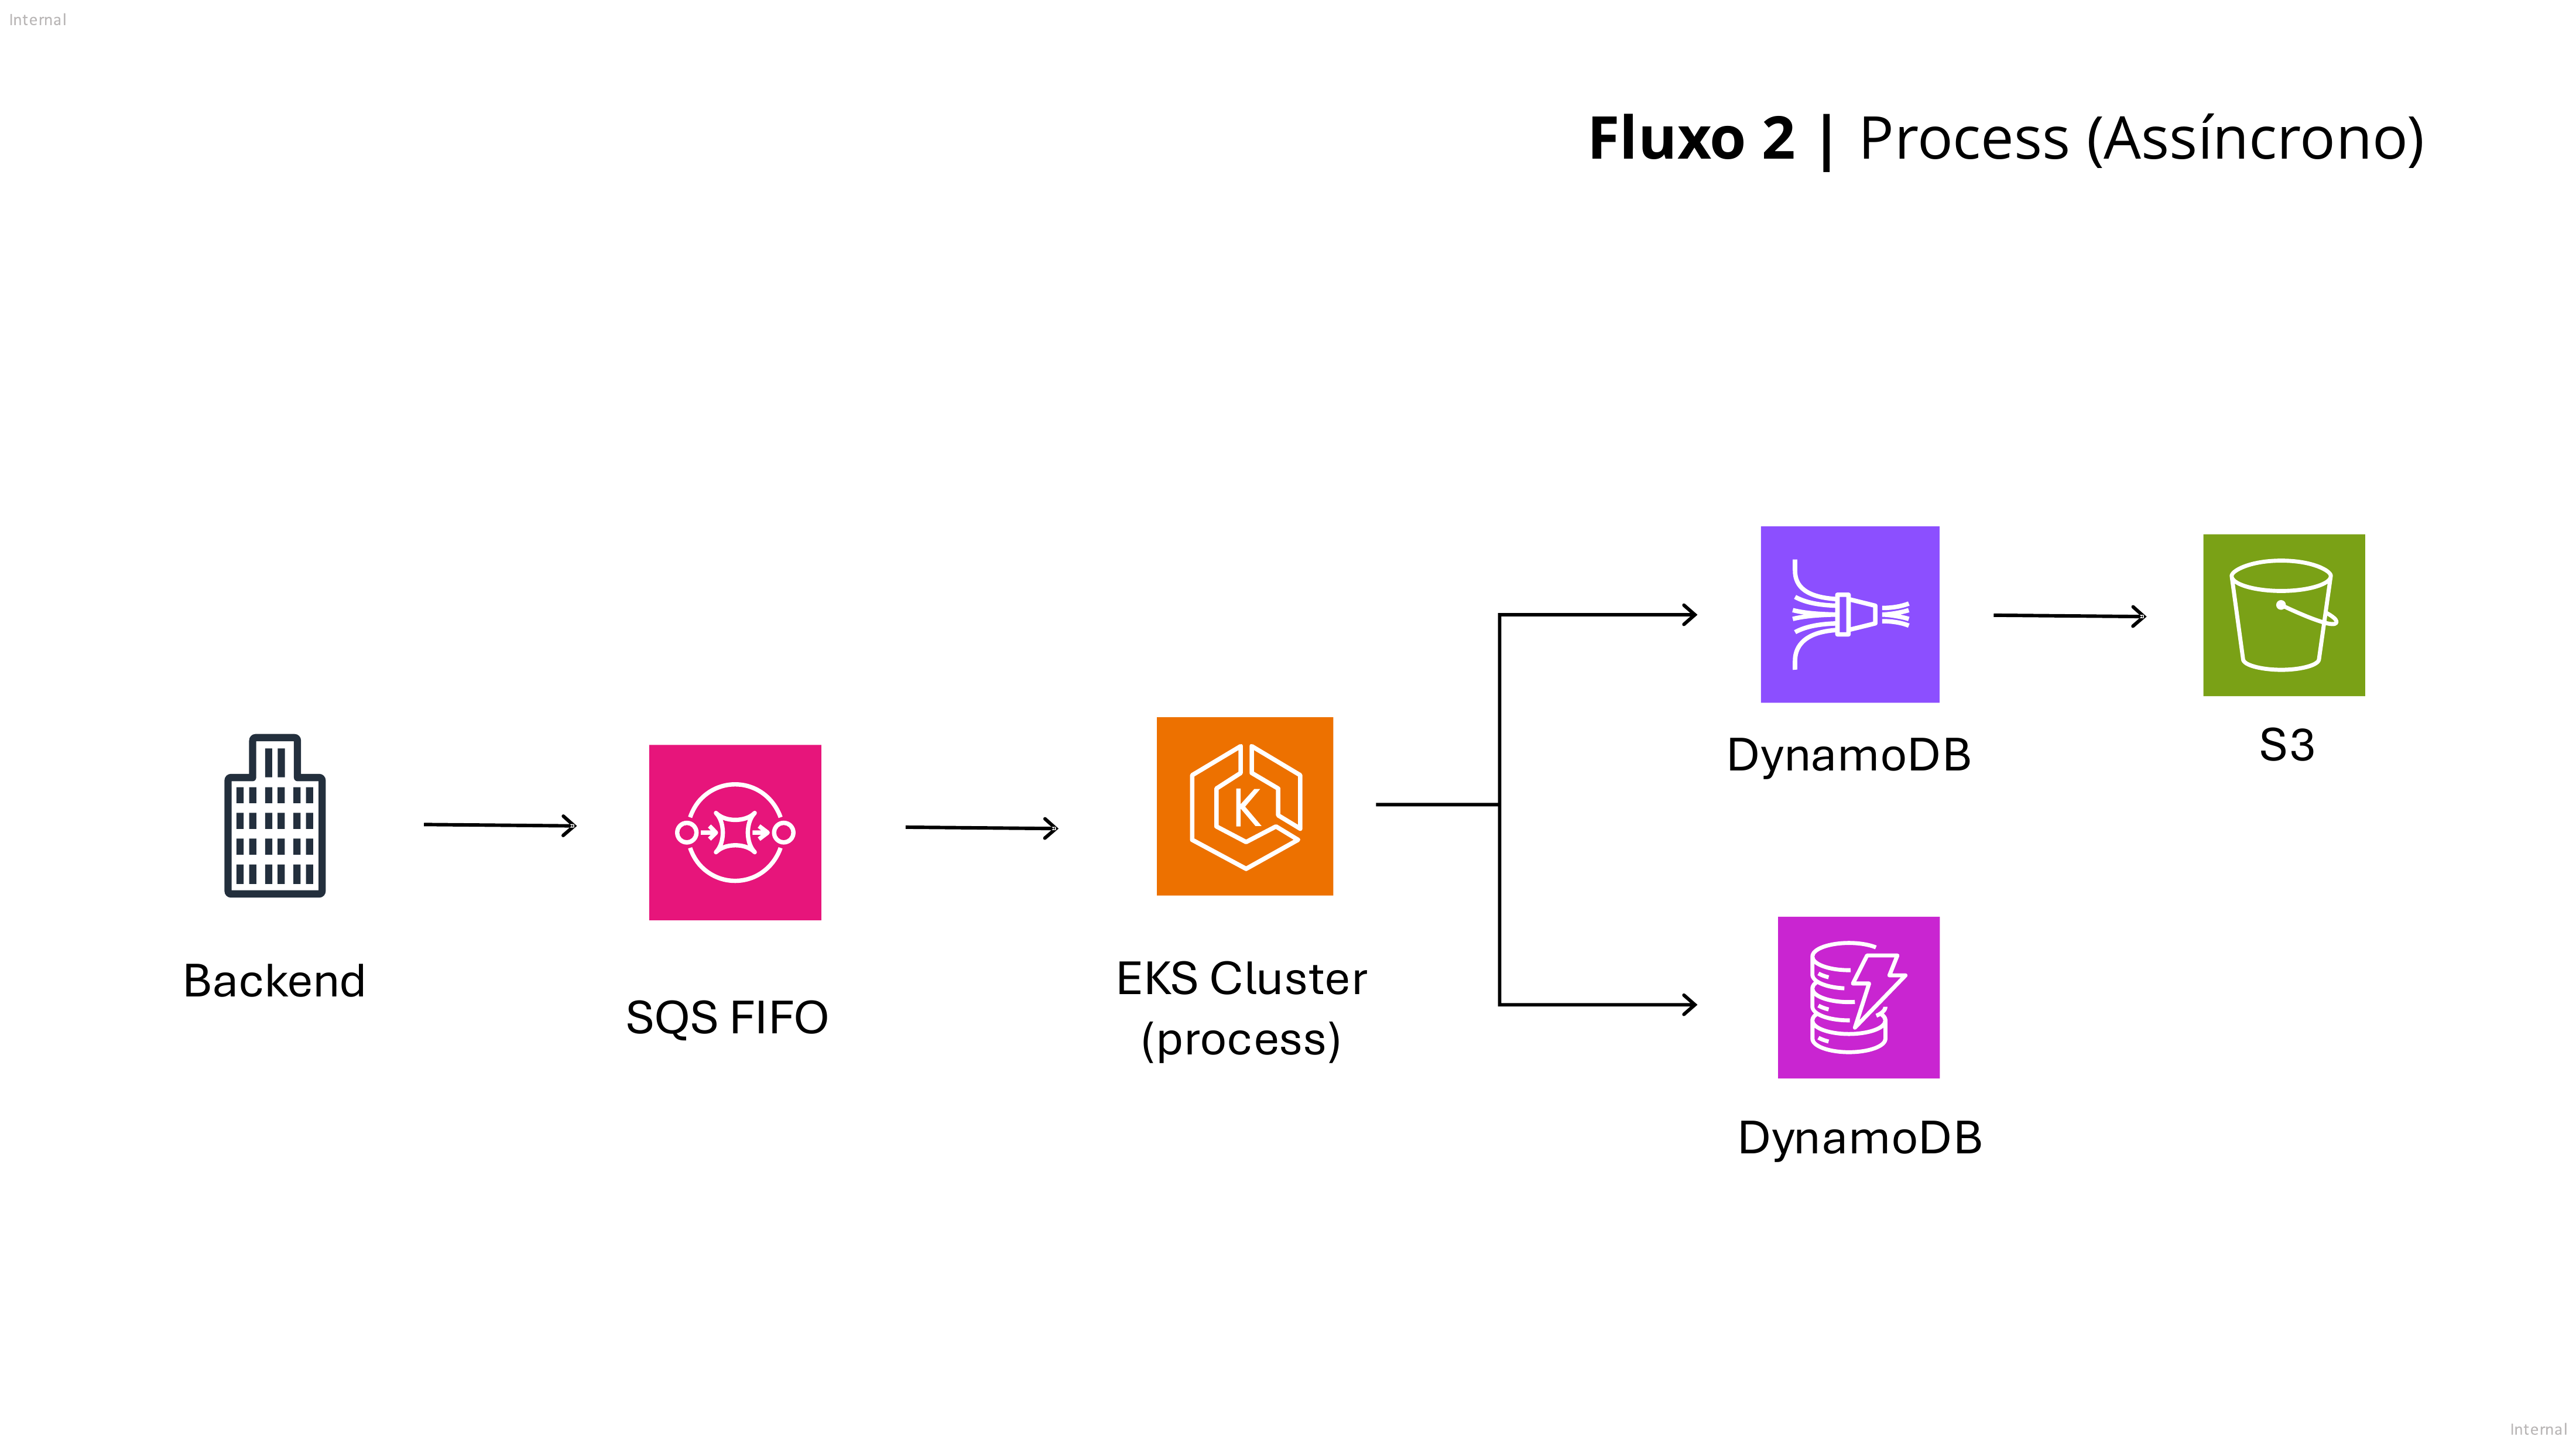 Internal
Fluxo 2 | Process (Assíncrono)
DynamoDB
S3
K
Backend
SQS FIFO
EKS Cluster
(process)
DynamoDB
Internal